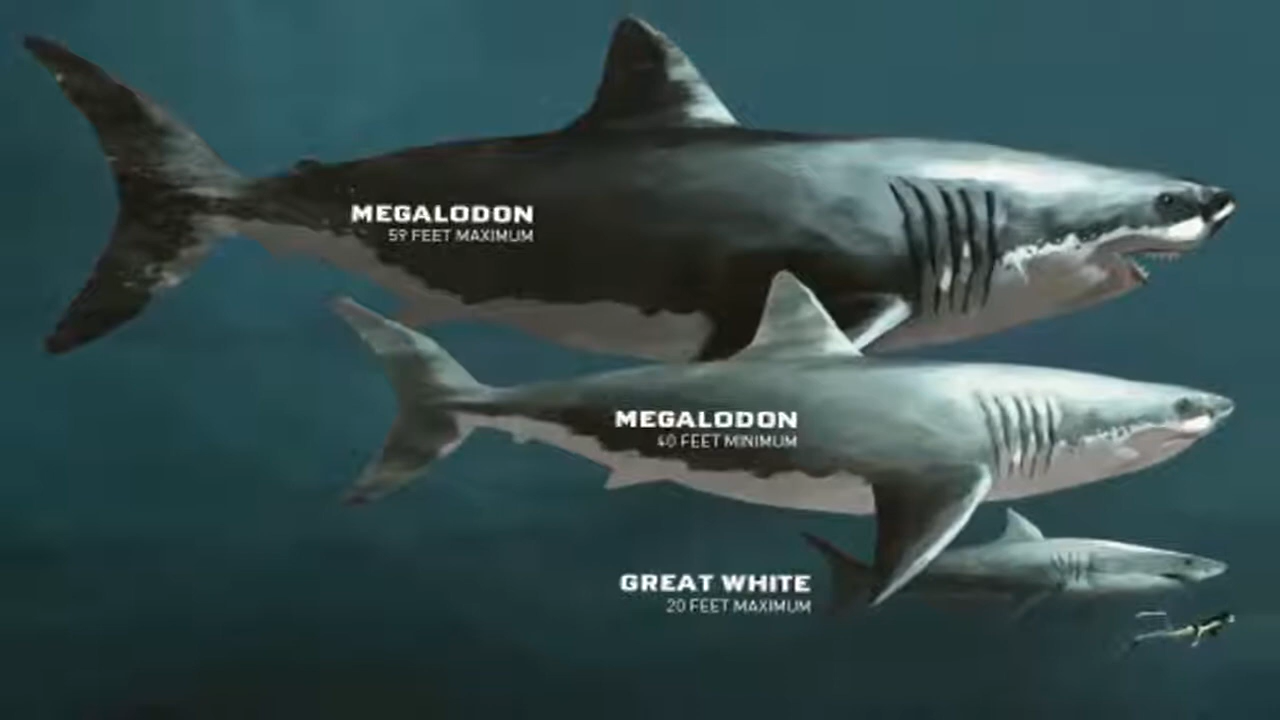 MEGALODON
59 FEET MAXIMUM
MEGALODON
40 FEET MINIMUM
GREAT WHITE
20 FEET MAXIMUM